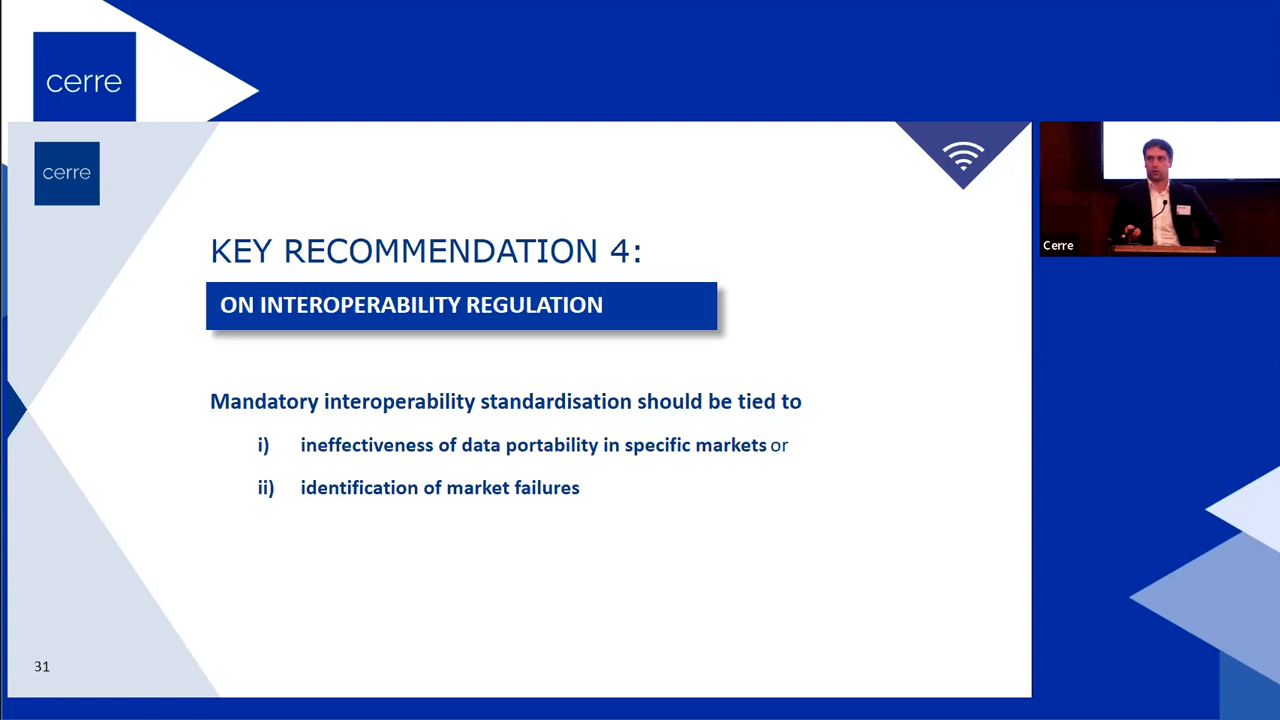 cerre
cerre
KEY RECOMMENDATION 4:
ON INTEROPERABILITY REGULATION
Mandatory interoperability standardisation should be tied to
i) ineffectiveness of data portability in specific markets or
ii) identification of market failures
31
Cerre